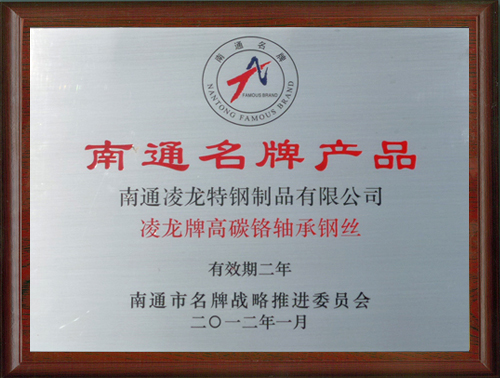 南通名牌
FAMOUS BRAND
NANTONG FAMOUS BRAND
南通名牌产品
南通凌龙特钢制品有限公司
凌龙牌高碳铬轴承钢丝
有效期二年
南通市名牌战略推进委员会
二〇一二年一月